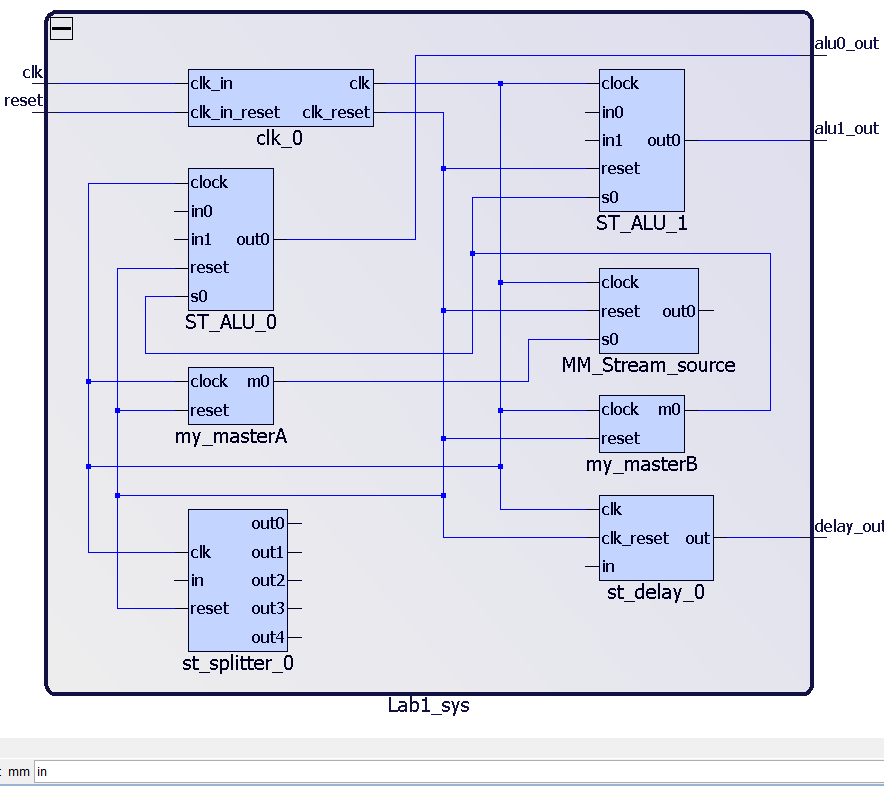 alu0_out
clk
clk_in clk
clock
reset
clk_in_reset clk_reset
in0
clk_0
alu1_out
in1 out0
reset
s0
ST_ALU_1
clock
in0
in1 out0
reset
s0
ST_ALU_0
clock
reset out0
s0
MM_Stream_source
clock m0
reset
my_masterA
clock m0
reset
my_masterB
out0
clk out1
in out2
reset out3
out4
st_splitter_0
clk
clk_reset out
in
st_delay_0
delay_out
Lab1_sys
: mm in